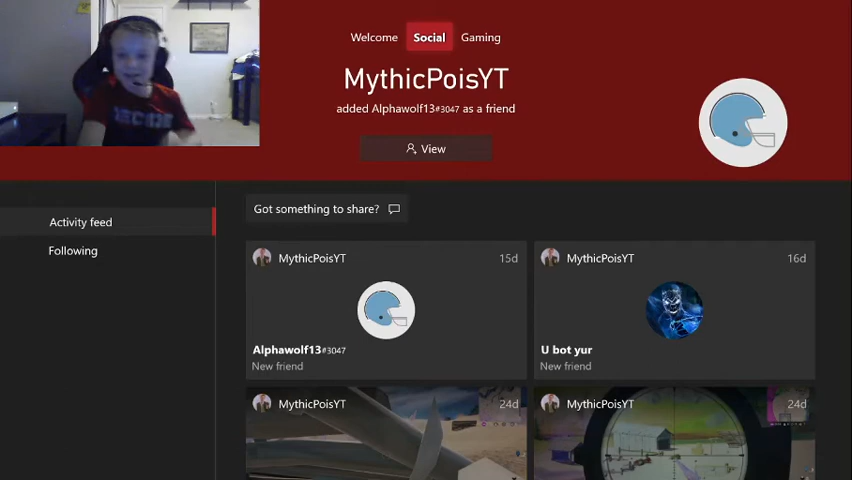 Welcome Social Gaming
MythicPoisYT
added Alphawolf13#3047 as a friend
View
Got something to share?
Activity feed
Following
MythicPoisYT 15d
Alphawolf13#3047
New friend
MythicPoisYT 16d
U bot yur
New friend
MythicPoisYT 24d
MythicPoisYT 24d